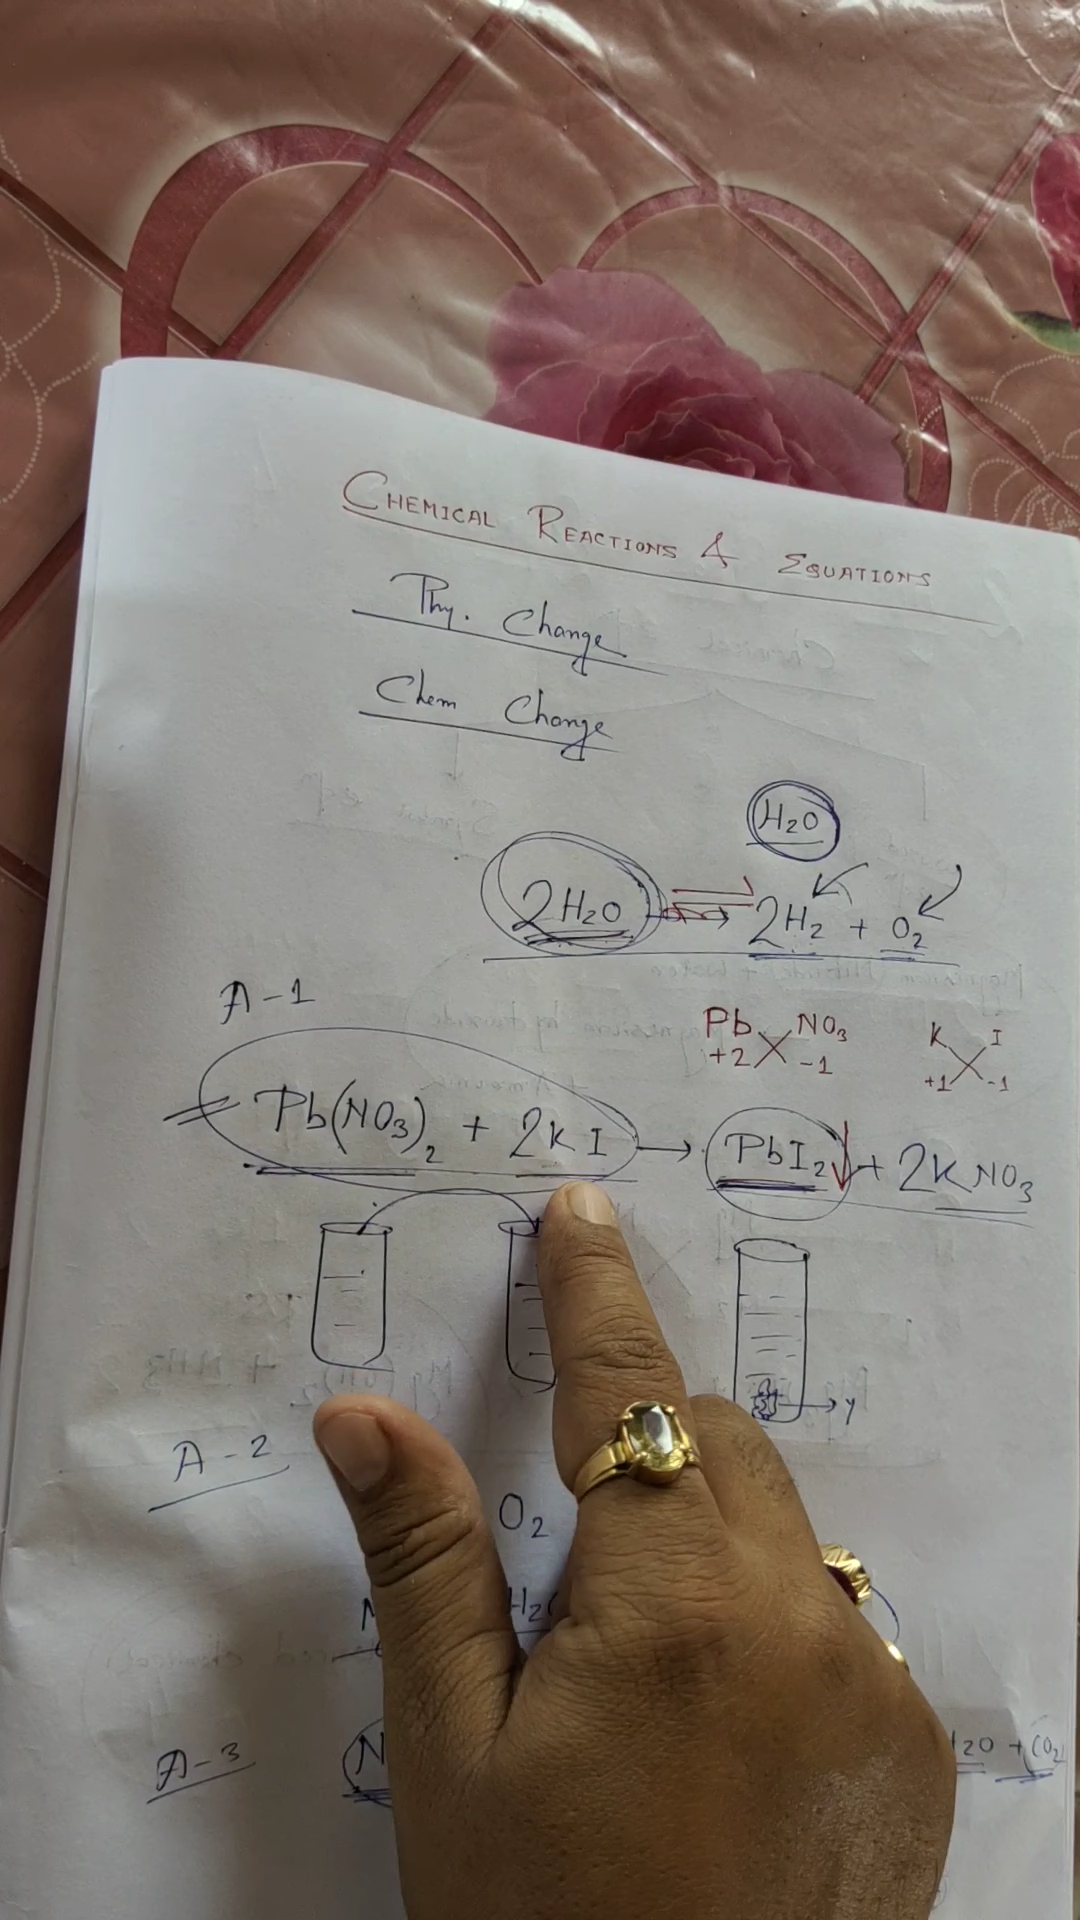 CHEMICAL REACTIONS & EQUATIONS
Phy. Change
Chem Change
H₂O
2H₂O → 2H₂ + O₂
A-1
Pb NO₃ K I
+2 -1 +1 -1
Pb(NO₃)₂ + 2KI → PbI₂↓ + 2KNO₃
→ y
A-2
O₂
H₂
A-3
N H₂O + CO₂